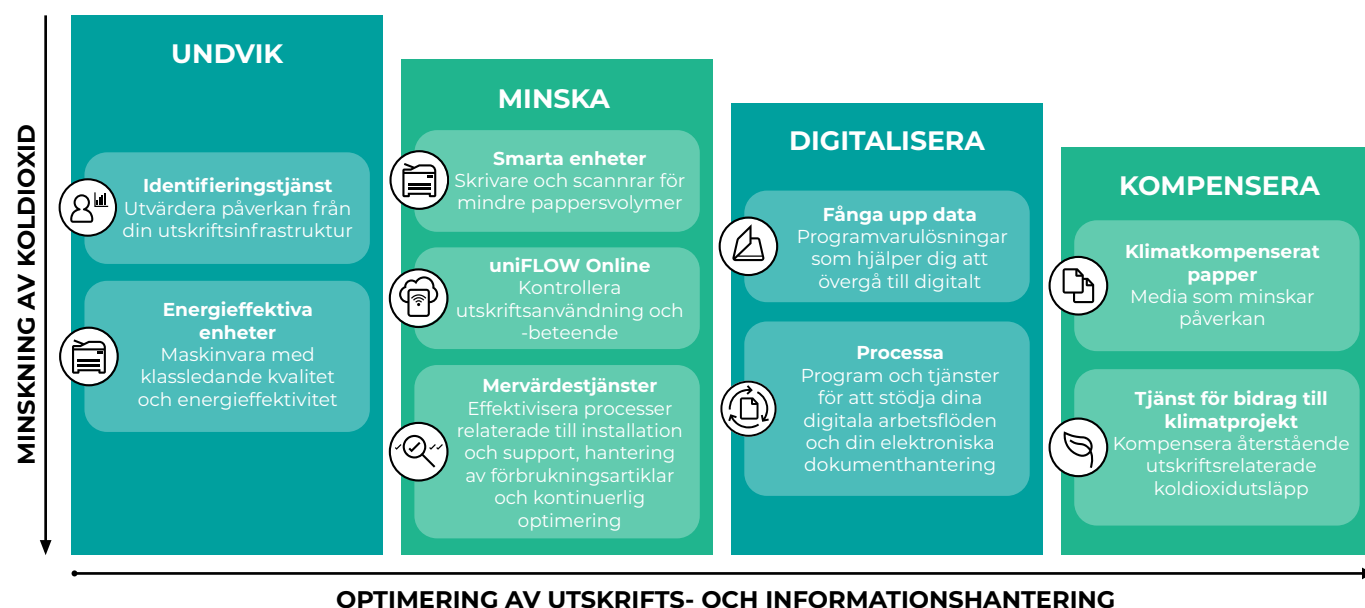 MINSKNING AV KOLDIOXID
UNDVIK
Identifieringstjänst
Utvärdera påverkan från
din utskriftsinfrastruktur
Energieffektiva
enheter
Maskinvara med
klassledande kvalitet
och energieffektivitet
MINSKA
Smarta enheter
Skrivare och scannrar för
mindre pappersvolymer
uniFLOW Online
Kontrollera
utskriftsanvändning och
-beteende
Mervärdestjänster
Effektivisera processer
relaterade till installation
och support, hantering
av förbrukningsartiklar
och kontinuerlig
optimering
DIGITALISERA
Fånga upp data
Programvarulösningar
som hjälper dig att
övergå till digitalt
Processa
Program och tjänster
för att stödja dina
digitala arbetsflöden
och din elektroniska
dokumenthantering
KOMPENSERA
Klimatkompenserat
papper
Media som minskar
påverkan
Tjänst för bidrag till
klimatprojekt
Kompensera återstående
utskriftsrelaterade
koldioxidutsläpp
OPTIMERING AV UTSKRIFTS- OCH INFORMATIONSHANTERING